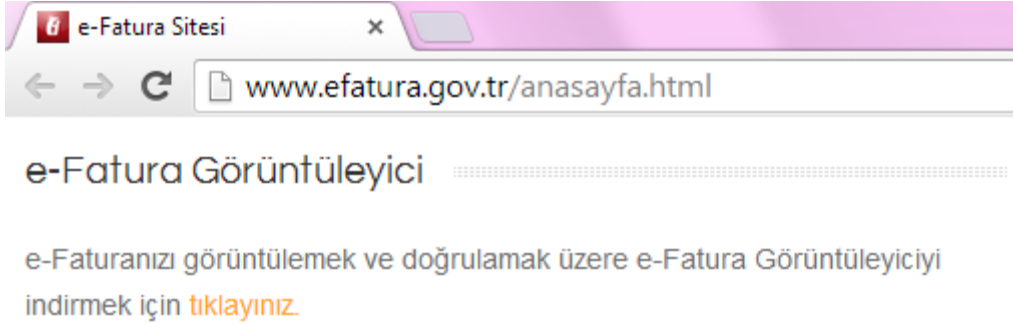 e-Fatura Sitesi
www.efatura.gov.tr/anasayfa.html
e-Fatura Görüntüleyici
e-Faturanızı görüntülemek ve doğrulamak üzere e-Fatura Görüntüleyiciyi
indirmek için tıklayınız.